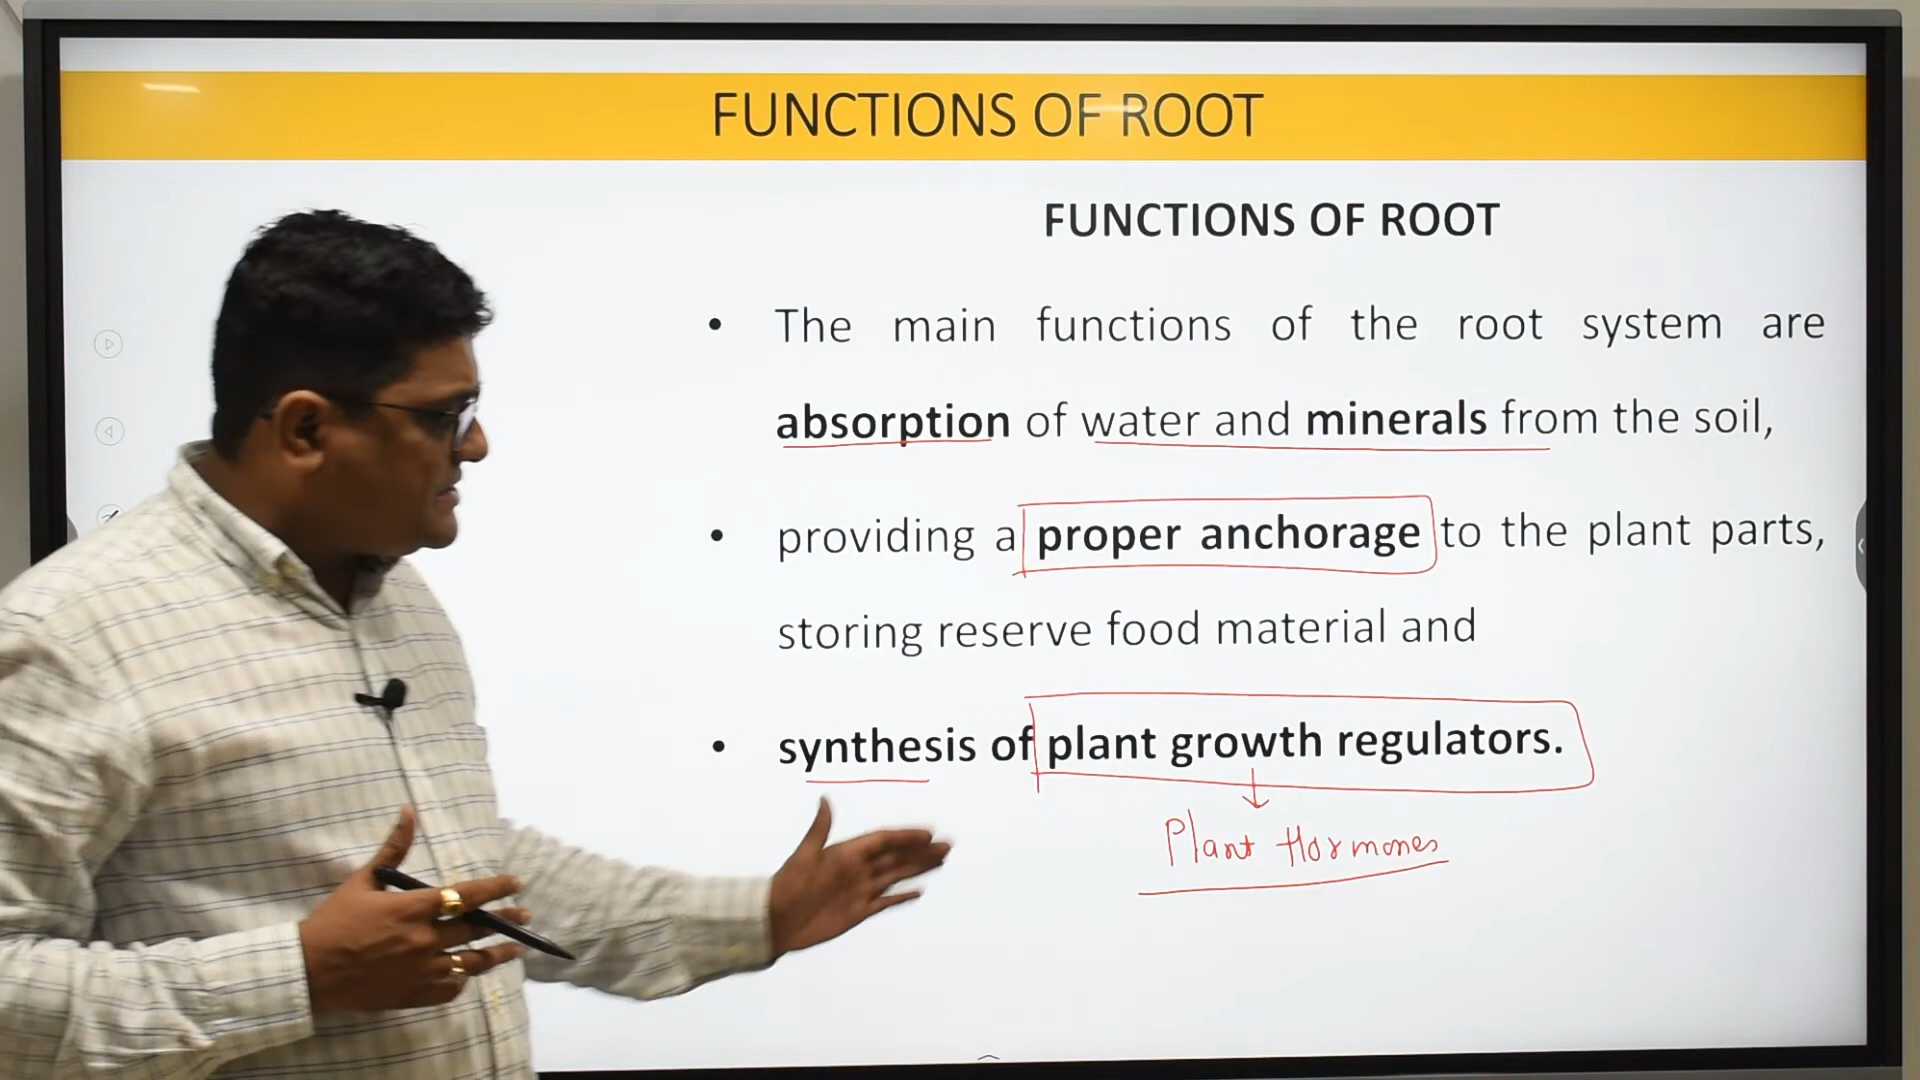 FUNCTIONS OF ROOT
FUNCTIONS OF ROOT
• The main functions of the root system are
absorption of water and minerals from the soil,
• providing a proper anchorage to the plant parts,
storing reserve food material and
• synthesis of plant growth regulators.
Plant Hormones